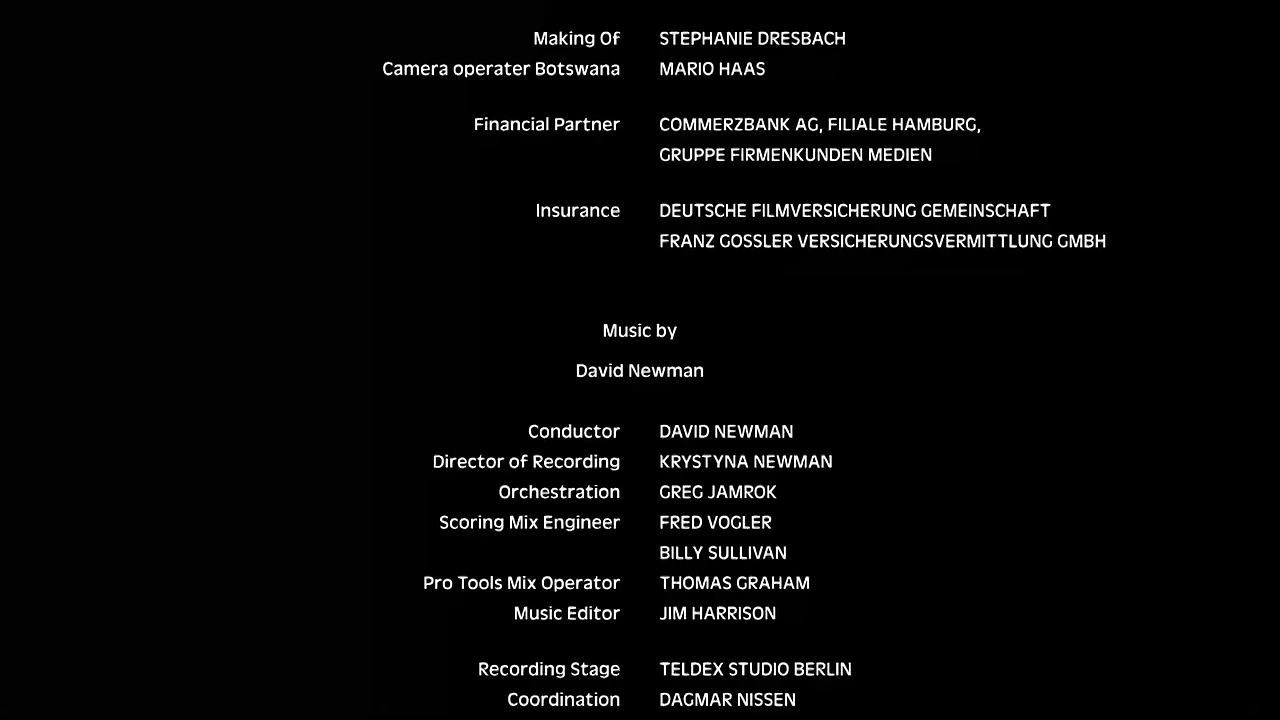 Making Of STEPHANIE DRESBACH
Camera operater Botswana MARIO HAAS
Financial Partner COMMERZBANK AG, FILIALE HAMBURG,
GRUPPE FIRMENKUNDEN MEDIEN
Insurance DEUTSCHE FILMVERSICHERUNG GEMEINSCHAFT
FRANZ GOSSLER VERSICHERUNGSVERMITTLUNG GMBH
Music by
David Newman
Conductor DAVID NEWMAN
Director of Recording KRYSTYNA NEWMAN
Orchestration GREG JAMROK
Scoring Mix Engineer FRED VOGLER
BILLY SULLIVAN
Pro Tools Mix Operator THOMAS GRAHAM
Music Editor JIM HARRISON
Recording Stage TELDEX STUDIO BERLIN
Coordination DAGMAR NISSEN